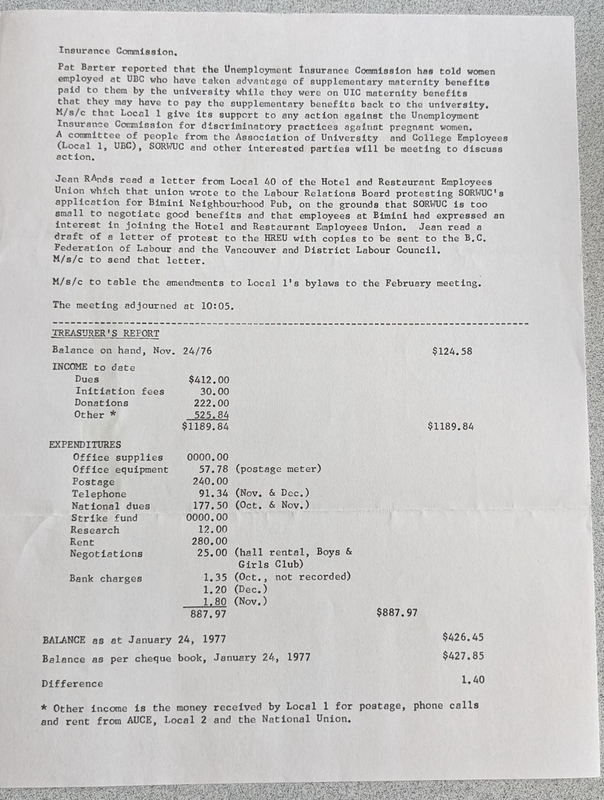 Insurance Commission.
Pat Barter reported that the Unemployment Insurance Commission has told women
employed at UBC who have taken advantage of supplementary maternity benefits
paid to them by the university while they were on UIC maternity benefits
that they may have to pay the supplementary benefits back to the university.
M/s/c that Local 1 give its support to any action against the Unemployment
Insurance Commission for discriminatory practices against pregnant women.
A committee of people from the Association of University and College Employees
(Local 1, UBC), SORWUC and other interested parties will be meeting to discuss
action.
Jean RAnds read a letter from Local 40 of the Hotel and Restaurant Employees
Union which that union wrote to the Labour Relations Board protesting SORWUC's
application for Bimini Neighbourhood Pub, on the grounds that SORWUC is too
small to negotiate good benefits and that employees at Bimini had expressed an
interest in joining the Hotel and Restaurant Employees Union. Jean read a
draft of a letter of protest to the HREU with copies to be sent to the B.C.
Federation of Labour and the Vancouver and District Labour Council.
M/s/c to send that letter.
M/s/c to table the amendments to Local 1's bylaws to the February meeting.
The meeting adjourned at 10:05.
TREASURER'S REPORT
Balance on hand, Nov. 24/76 $124.58
INCOME to date
Dues $412.00
Initiation fees 30.00
Donations 222.00
Other * 525.84
$1189.84 $1189.84
EXPENDITURES
Office supplies 0000.00
Office equipment 57.78 (postage meter)
Postage 240.00
Telephone 91.34 (Nov. & Dec.)
National dues 177.50 (Oct. & Nov.)
Strike fund 0000.00
Research 12.00
Rent 280.00
Negotiations 25.00 (hall rental, Boys &
Girls Club)
Bank charges 1.35 (Oct., not recorded)
1.20 (Dec.)
1.80 (Nov.)
887.97 $887.97
BALANCE as at January 24, 1977 $426.45
Balance as per cheque book, January 24, 1977 $427.85
Difference 1.40
* Other income is the money received by Local 1 for postage, phone calls
and rent from AUCE, Local 2 and the National Union.